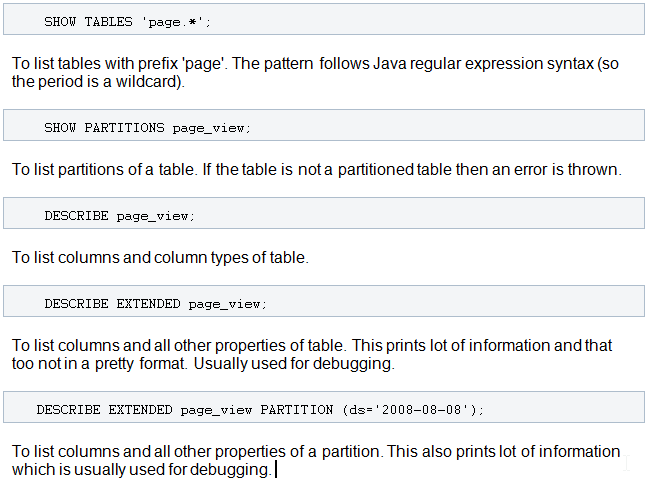 SHOW TABLES 'page.*';
To list tables with prefix 'page'. The pattern follows Java regular expression syntax (so
the period is a wildcard).
SHOW PARTITIONS page_view;
To list partitions of a table. If the table is not a partitioned table then an error is thrown.
DESCRIBE page_view;
To list columns and column types of table.
DESCRIBE EXTENDED page_view;
To list columns and all other properties of table. This prints lot of information and that
too not in a pretty format. Usually used for debugging.
DESCRIBE EXTENDED page_view PARTITION (ds='2008-08-08');
To list columns and all other properties of a partition. This also prints lot of information
which is usually used for debugging.